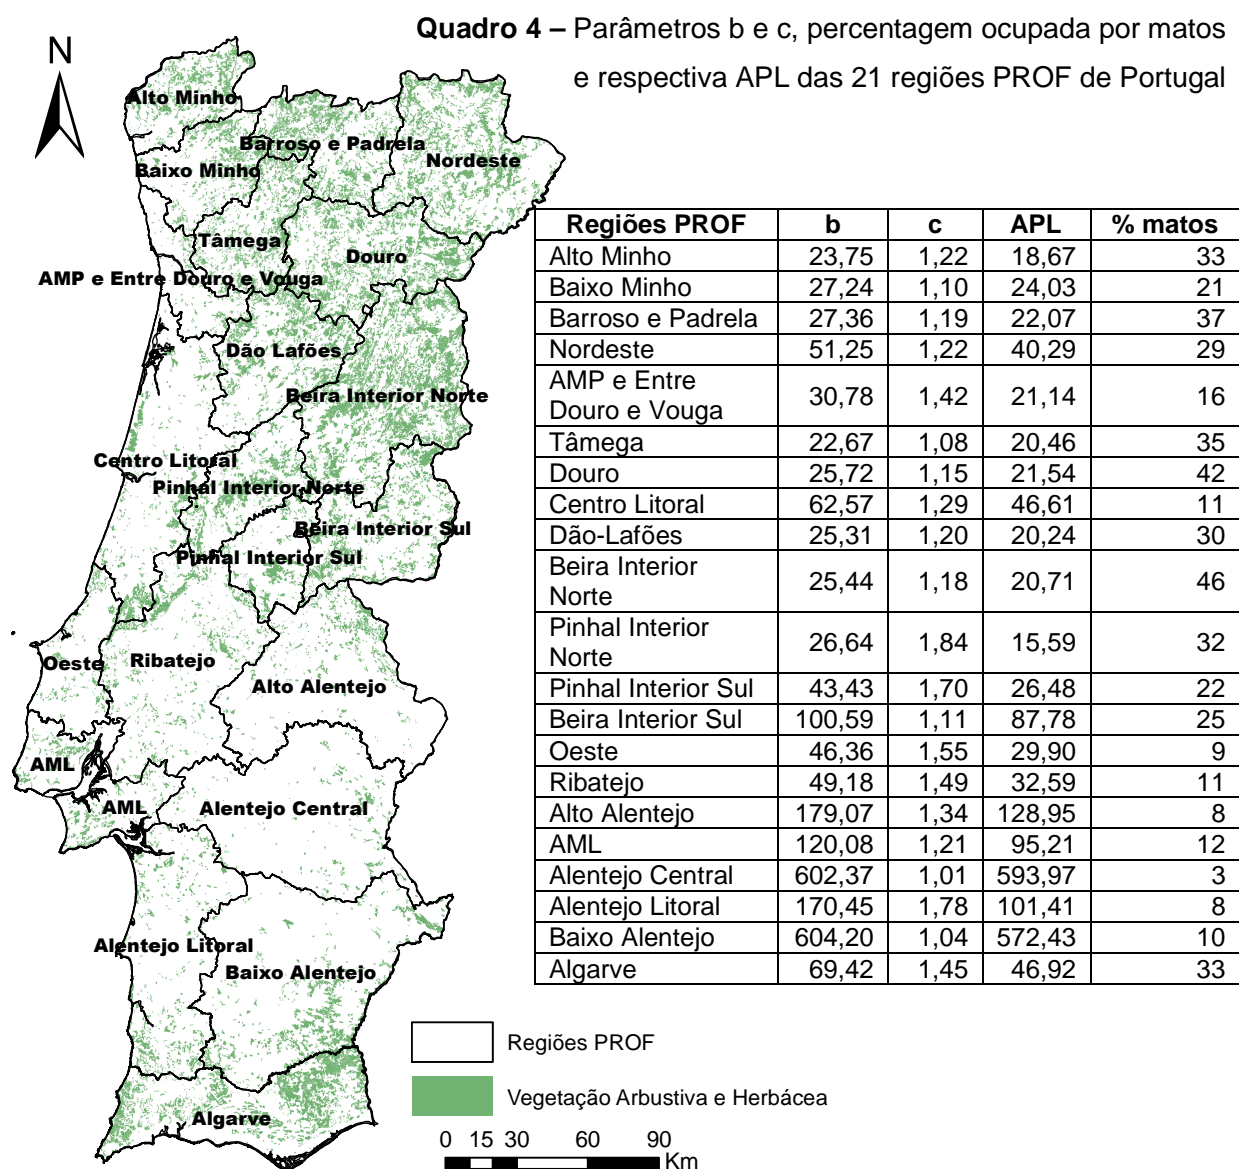 Quadro 4 – Parâmetros b e c, percentagem ocupada por matos
e respectiva APL das 21 regiões PROF de Portugal
N
Alto Minho
Barroso e Padrela
Nordeste
Baixo Minho
Tâmega
Douro
AMP e Entre Douro e Vouga
Dão Lafões
Beira Interior Norte
Centro Litoral
Pinhal Interior Norte
Beira Interior Sul
Pinhal Interior Sul
Oeste
Ribatejo
Alto Alentejo
AML
AML
Alentejo Central
Alentejo Litoral
Baixo Alentejo
Algarve
Regiões PROF b c APL % matos
Alto Minho 23,75 1,22 18,67 33
Baixo Minho 27,24 1,10 24,03 21
Barroso e Padrela 27,36 1,19 22,07 37
Nordeste 51,25 1,22 40,29 29
AMP e Entre
Douro e Vouga 30,78 1,42 21,14 16
Tâmega 22,67 1,08 20,46 35
Douro 25,72 1,15 21,54 42
Centro Litoral 62,57 1,29 46,61 11
Dão-Lafões 25,31 1,20 20,24 30
Beira Interior
Norte 25,44 1,18 20,71 46
Pinhal Interior
Norte 26,64 1,84 15,59 32
Pinhal Interior Sul 43,43 1,70 26,48 22
Beira Interior Sul 100,59 1,11 87,78 25
Oeste 46,36 1,55 29,90 9
Ribatejo 49,18 1,49 32,59 11
Alto Alentejo 179,07 1,34 128,95 8
AML 120,08 1,21 95,21 12
Alentejo Central 602,37 1,01 593,97 3
Alentejo Litoral 170,45 1,78 101,41 8
Baixo Alentejo 604,20 1,04 572,43 10
Algarve 69,42 1,45 46,92 33
Regiões PROF
Vegetação Arbustiva e Herbácea
0 15 30 60 90
Km